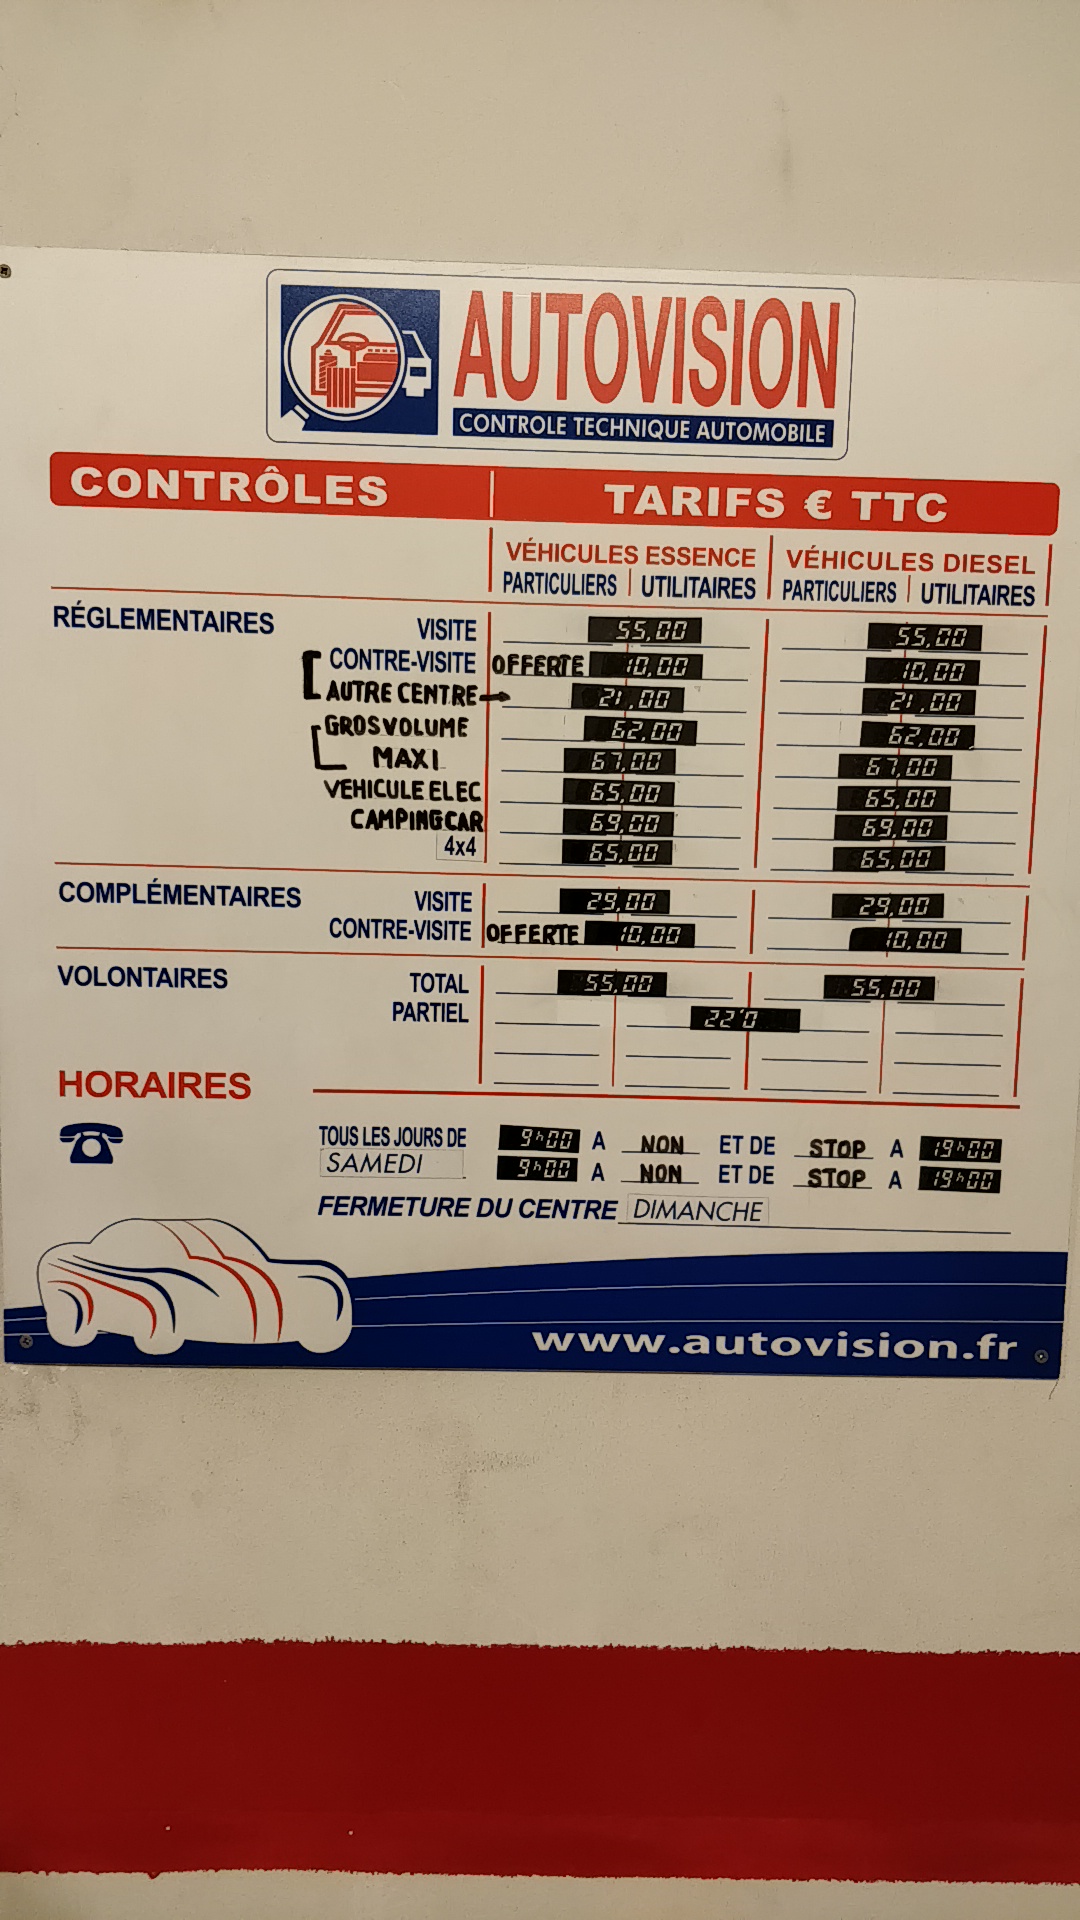 AUTOVISION
CONTROLE TECHNIQUE AUTOMOBILE
CONTRÔLES TARIFS € TTC
VÉHICULES ESSENCE VÉHICULES DIESEL
PARTICULIERS UTILITAIRES PARTICULIERS UTILITAIRES
RÉGLEMENTAIRES VISITE 55,00 55,00
CONTRE-VISITE OFFERTE 10,00 10,00
AUTRE CENTRE → 21,00 21,00
GROS VOLUME 62,00 62,00
MAXI 67,00 67,00
VEHICULE ELEC 65,00 65,00
CAMPING CAR 69,00 69,00
4x4 65,00 65,00
COMPLÉMENTAIRES VISITE 29,00 29,00
CONTRE-VISITE OFFERTE 10,00 10,00
VOLONTAIRES TOTAL 55,00 55,00
PARTIEL 22'0
HORAIRES
TOUS LES JOURS DE 9h00 A NON ET DE STOP A 19h00
SAMEDI 9h00 A NON ET DE STOP A 19h00
FERMETURE DU CENTRE DIMANCHE
www.autovision.fr